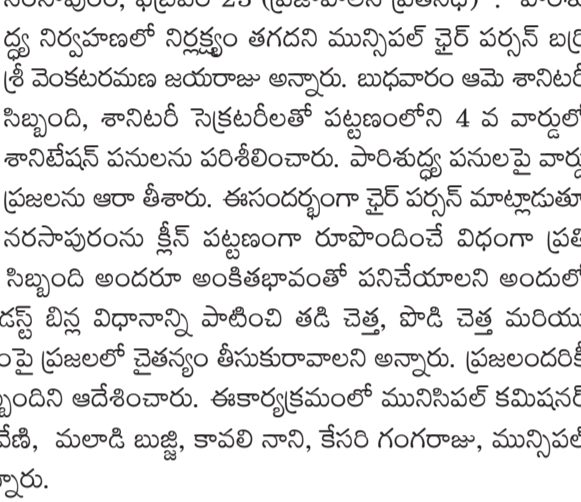 నరసాపురం, ఫిబ్రవరి 23 (ప్రజాపాలన ప్రతినిధి) : పారిశు
ద్ధ్య నిర్వహణలో నిర్లక్ష్యం తగదని మున్సిపల్ ఛైర్ పర్సన్ బర్రి
శ్రీ వెంకటరమణ జయరాజు అన్నారు. బుధవారం ఆమె శానిటరీ
సిబ్బంది, శానిటరీ సెక్రటరీలతో పట్టణంలోని 4 వ వార్డులో
శానిటేషన్ పనులను పరిశీలించారు. పారిశుద్ధ్య పనులపై వార్డు
ప్రజలను ఆరా తీశారు. ఈసందర్భంగా ఛైర్ పర్సన్ మాట్లాడుతూ
నరసాపురంను క్లీన్ పట్టణంగా రూపొందించే విధంగా ప్రతి
సిబ్బంది అందరూ అంకితభావంతో పనిచేయాలని అందులో
డస్ట్ బిన్ల విధానాన్ని పాటించి తడి చెత్త, పొడి చెత్త మరియు
పై ప్రజలలో చైతన్యం తీసుకురావాలని అన్నారు. ప్రజలందరికీ
బ్బందిని ఆదేశించారు. ఈకార్యక్రమంలో మునిసిపల్ కమిషనర్
వేణి, మలాడి బుజ్జి, కావలి నాని, కేసరి గంగరాజు, మున్సిపల్
న్నారు.